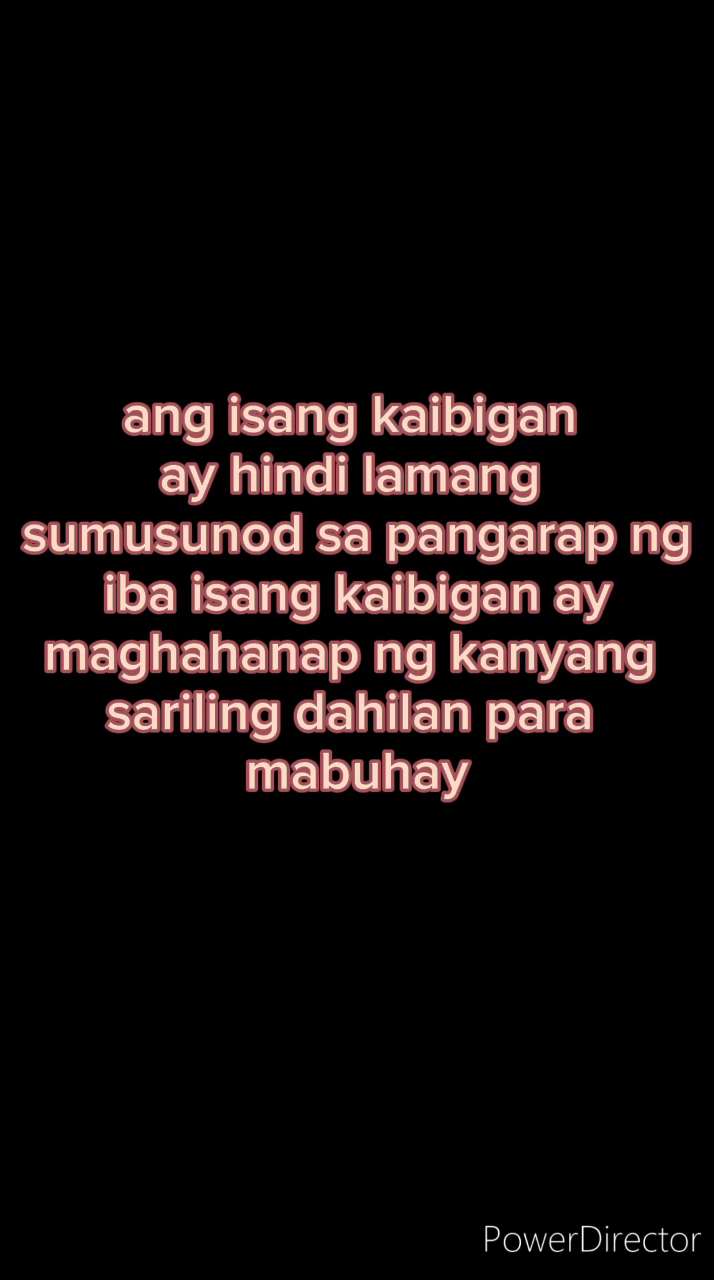 ang isang kaibigan
ay hindi lamang
sumusunod sa pangarap ng
iba isang kaibigan ay
maghahanap ng kanyang
sariling dahilan para
mabuhay
PowerDirector